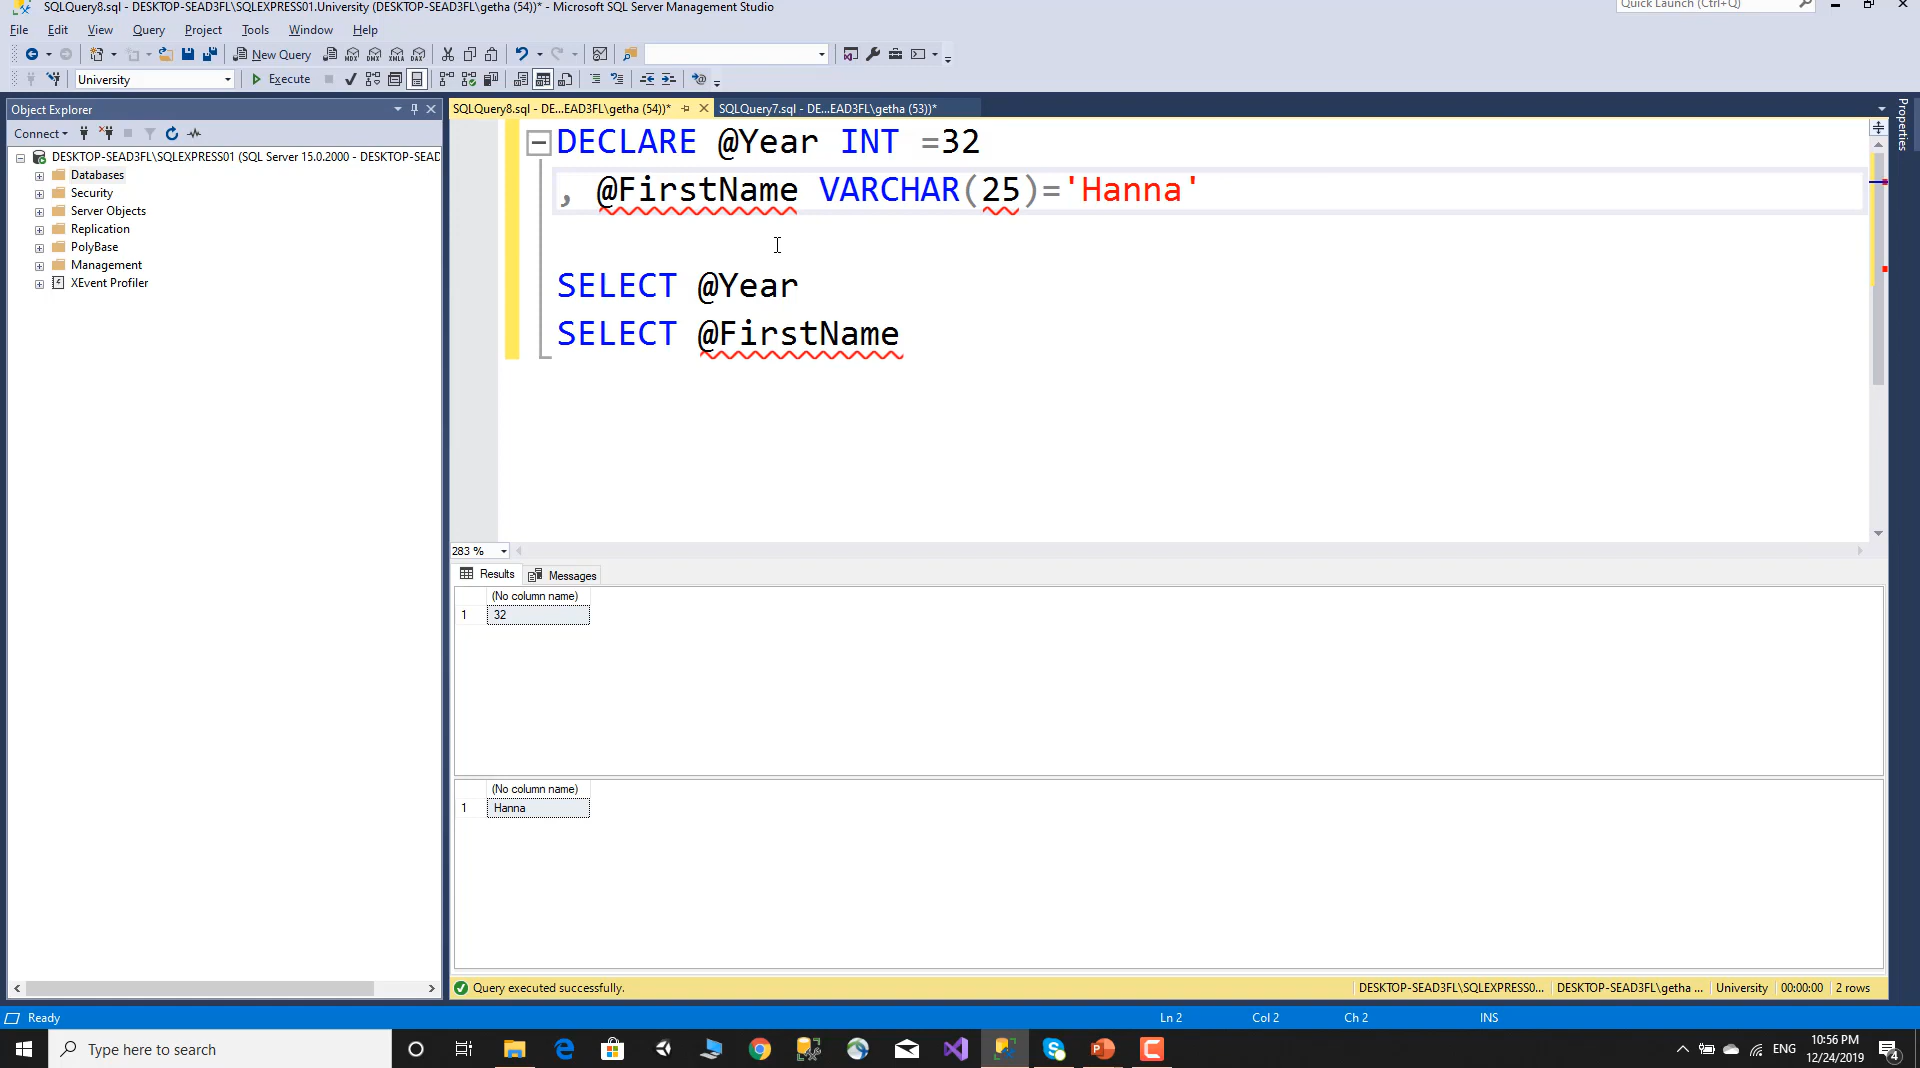 SQLQuery8.sql - DESKTOP-SEAD3FL\SQLEXPRESS01.University (DESKTOP-SEAD3FL\getha (54))* - Microsoft SQL Server Management Studio
Quick Launch (Ctrl+Q)
File Edit View Query Project Tools Window Help
New Query
MDX DMX XMLA DAX
University
Execute
Object Explorer
SQLQuery8.sql - DE...EAD3FL\getha (54))*
SQLQuery7.sql - DE...EAD3FL\getha (53))*
Properties
Connect
DESKTOP-SEAD3FL\SQLEXPRESS01 (SQL Server 15.0.2000 - DESKTOP-SEAD
Databases
Security
Server Objects
Replication
PolyBase
Management
XEvent Profiler
DECLARE @Year INT =32
, @FirstName VARCHAR(25)='Hanna'
SELECT @Year
SELECT @FirstName
283 %
Results
Messages
(No column name)
1 32
(No column name)
1 Hanna
Query executed successfully.
DESKTOP-SEAD3FL\SQLEXPRESS0... DESKTOP-SEAD3FL\getha ... University 00:00:00 2 rows
Ready
Ln 2 Col 2 Ch 2 INS
Type here to search
ENG
10:56 PM
12/24/2019
4